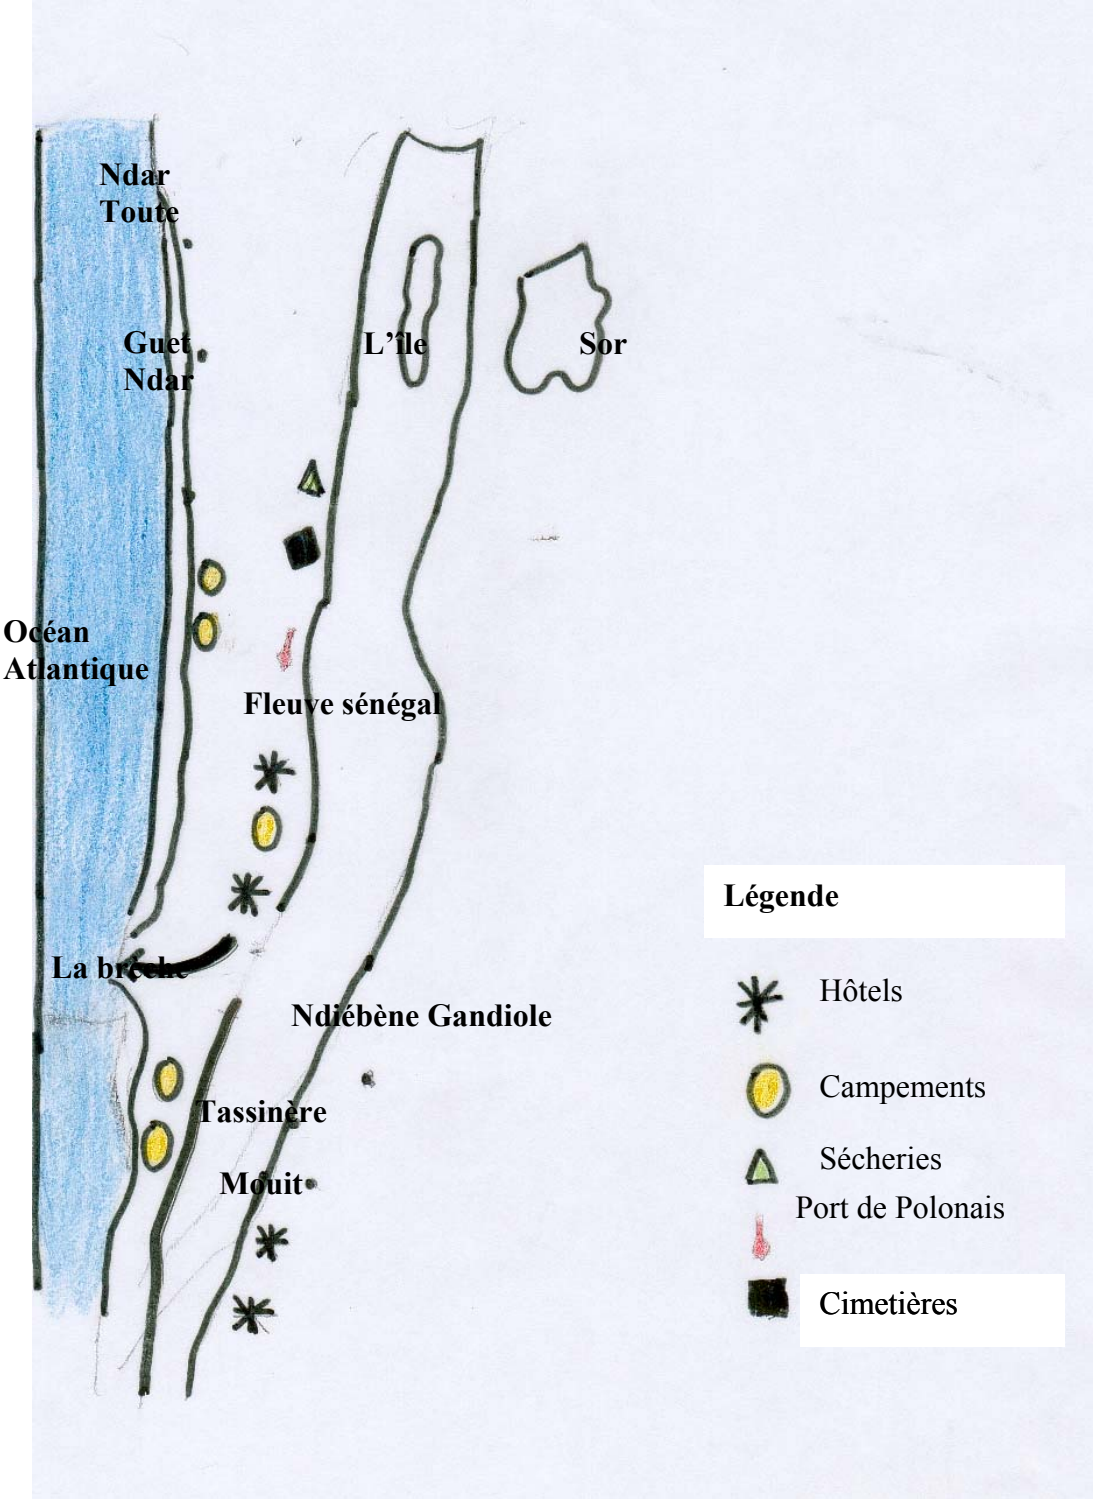 Ndar
Toute
Guet
Ndar
L'île
Sor
Océan
Atlantique
Fleuve sénégal
La brèche
Ndiébène Gandiole
Tassinère
Mouit
Légende
Hôtels
Campements
Sécheries
Port de Polonais
Cimetières